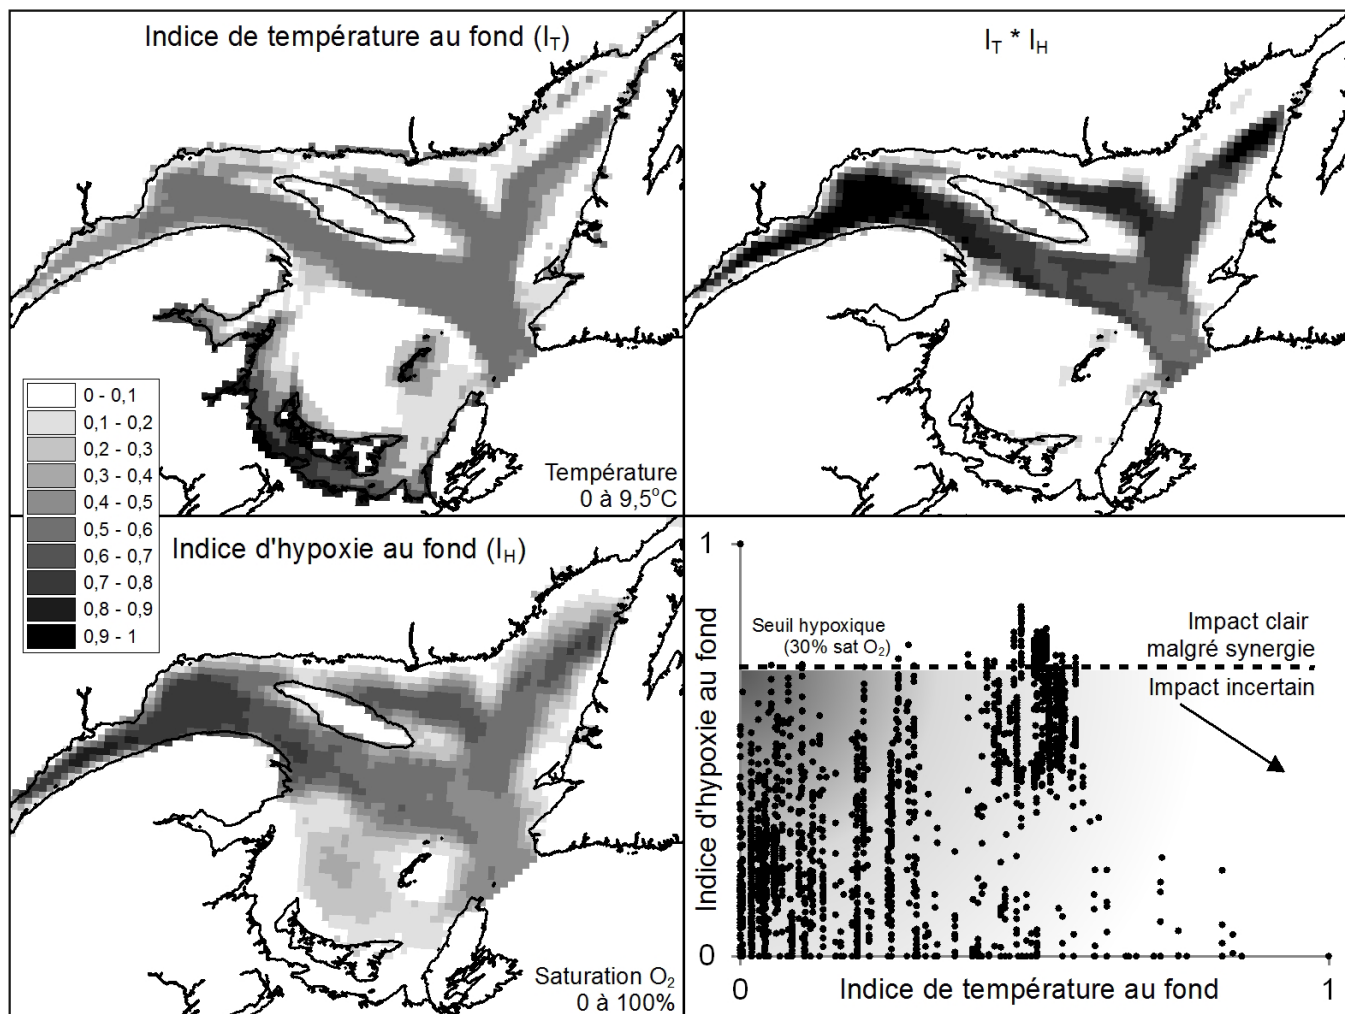 Indice de température au fond (I_T)
Température
0 à 9,5°C
I_T * I_H
0 - 0,1
0,1 - 0,2
0,2 - 0,3
0,3 - 0,4
0,4 - 0,5
0,5 - 0,6
0,6 - 0,7
0,7 - 0,8
0,8 - 0,9
0,9 - 1
Indice d'hypoxie au fond (I_H)
Saturation O₂
0 à 100%
1
Indice d'hypoxie au fond
Seuil hypoxique
(30% sat O₂)
Impact clair
malgré synergie
Impact incertain
0
0
Indice de température au fond
1